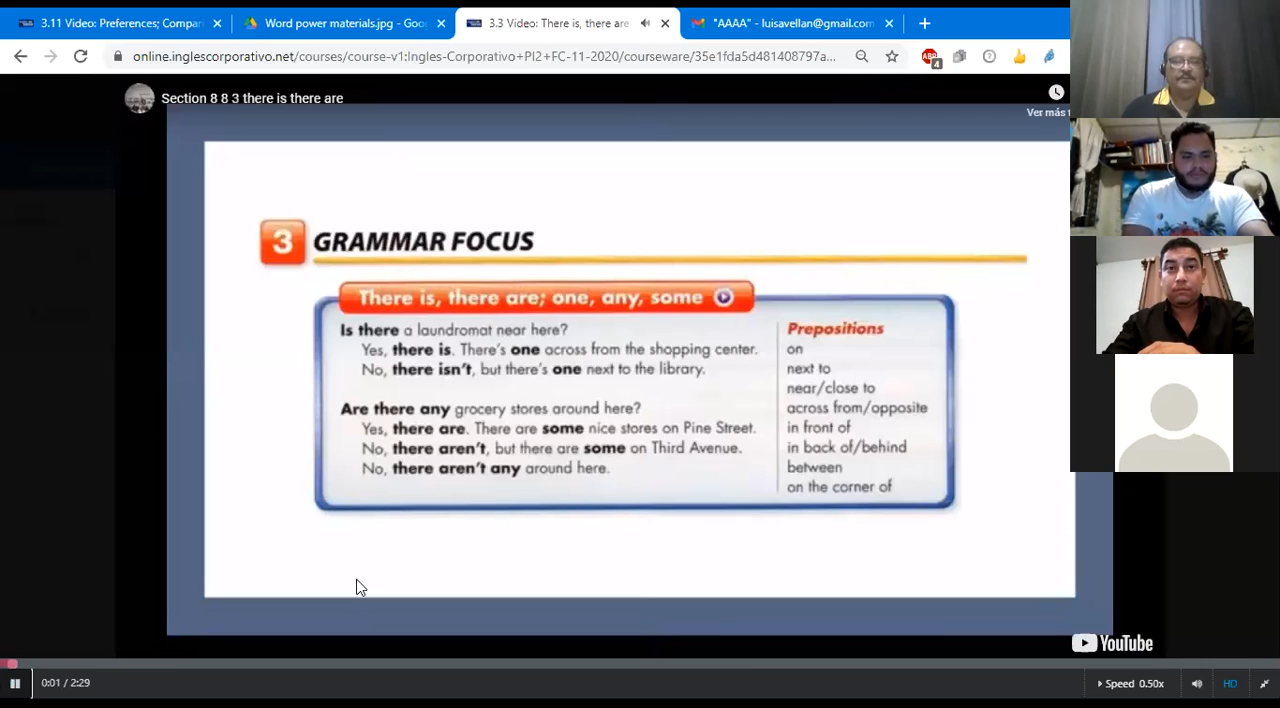 3.11 Video: Preferences; Compari
Word power materials.jpg - Goo
3.3 Video: There is, there are
"AAAA" - luisavellan@gmail.com
online.inglescorporativo.net/courses/course-v1:Ingles-Corporativo+PI2+FC-11-2020/courseware/35e1fda5d481408797a...
ABP
4
Section 8 8 3 there is there are
Ver más t
3 GRAMMAR FOCUS
There is, there are; one, any, some
Is there a laundromat near here?
Yes, there is. There's one across from the shopping center.
No, there isn't, but there's one next to the library.
Are there any grocery stores around here?
Yes, there are. There are some nice stores on Pine Street.
No, there aren't, but there are some on Third Avenue.
No, there aren't any around here.
Prepositions
on
next to
near/close to
across from/opposite
in front of
in back of/behind
between
on the corner of
YouTube
0:01 / 2:29
Speed 0.50x
HD